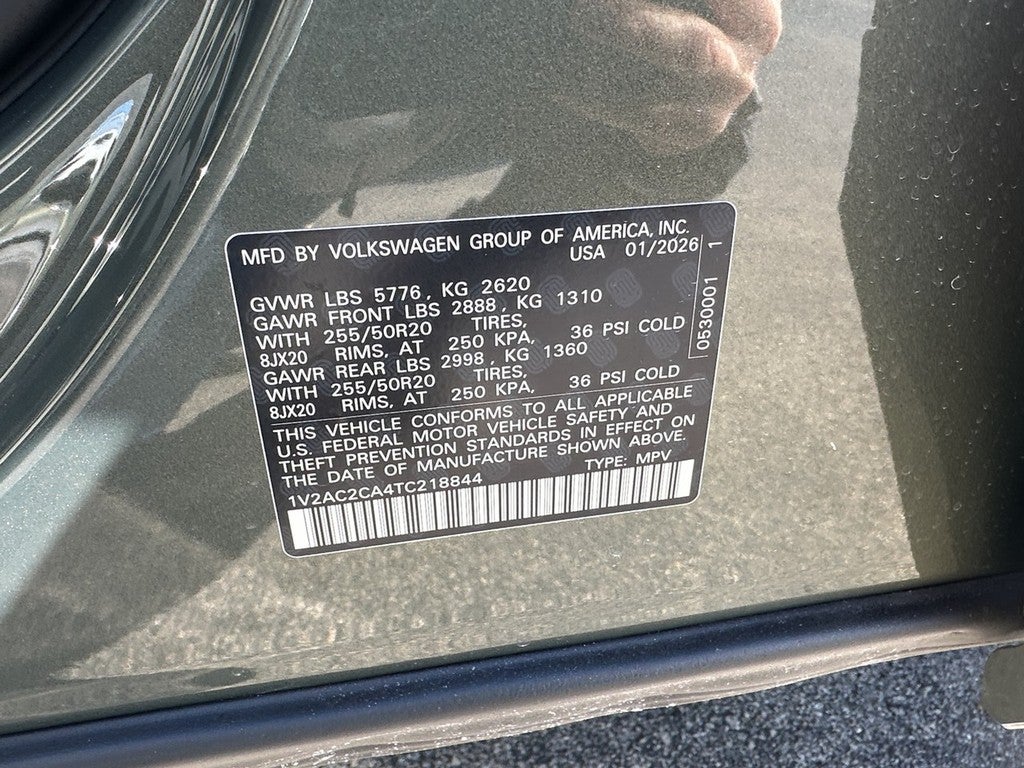 MFD BY VOLKSWAGEN GROUP OF AMERICA, INC.
USA 01/2026
GVWR LBS 5776, KG 2620
GAWR FRONT LBS 2888, KG 1310
WITH 255/50R20 TIRES,
8JX20 RIMS, AT 250 KPA, 36 PSI COLD
GAWR REAR LBS 2998, KG 1360
WITH 255/50R20 TIRES,
8JX20 RIMS, AT 250 KPA, 36 PSI COLD
THIS VEHICLE CONFORMS TO ALL APPLICABLE
U.S. FEDERAL MOTOR VEHICLE SAFETY AND
THEFT PREVENTION STANDARDS IN EFFECT ON
THE DATE OF MANUFACTURE SHOWN ABOVE.
1V2AC2CA4TC218844 TYPE: MPV
0530001 1